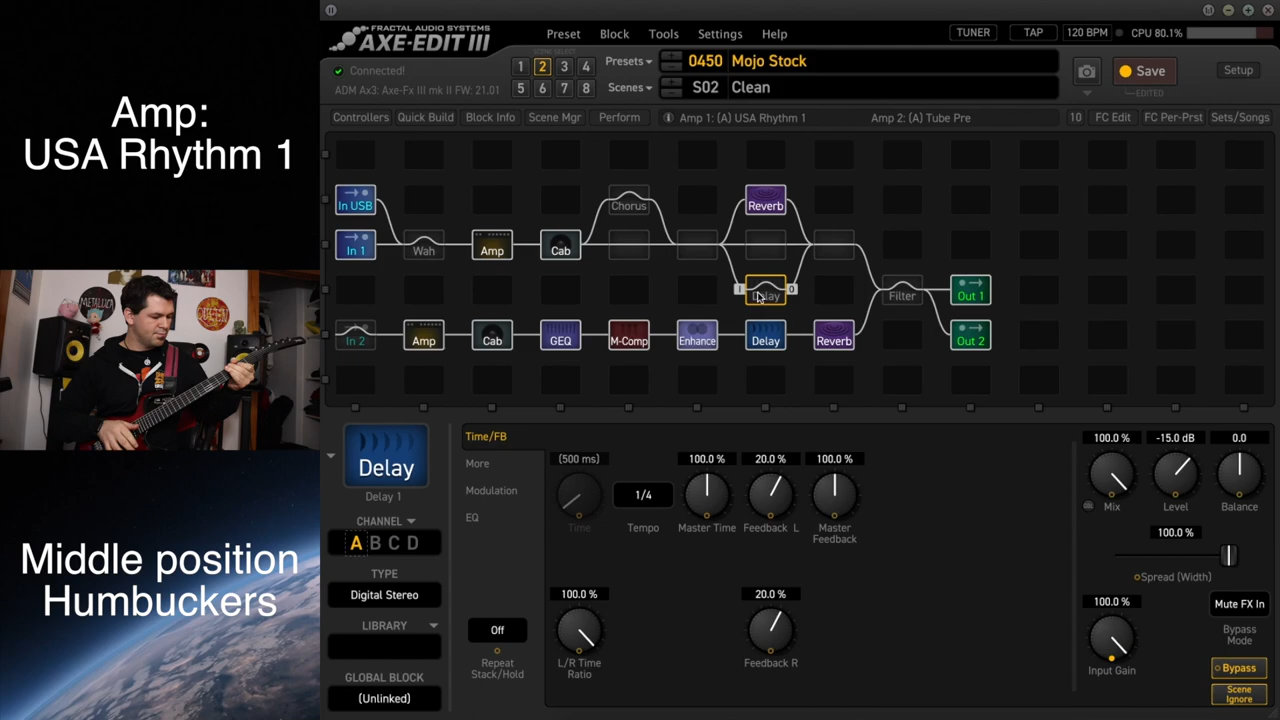 Amp:
USA Rhythm 1
METALLICA
Queen
Middle position
Humbuckers
FRACTAL AUDIO SYSTEMS
AXE-EDIT III
Connected!
ADM Ax3: Axe-Fx III mk II FW: 21.01
SCENE SELECT
1 2 3 4
5 6 7 8
Preset Block Tools Settings Help
Presets
0450 Mojo Stock
Scenes
S02 Clean
TUNER TAP 120 BPM CPU 80.1%
Save
EDITED
Setup
Controllers Quick Build Block Info Scene Mgr Perform
Amp 1: (A) USA Rhythm 1 Amp 2: (A) Tube Pre
10 FC Edit FC Per-Prst Sets/Songs
In USB Chorus Reverb
In 1 Wah Amp Cab
I Delay O Filter Out 1
In 2 Amp Cab GEQ M-Comp Enhance Delay Reverb Out 2
Delay
Delay 1
CHANNEL
A B C D
TYPE
Digital Stereo
LIBRARY
GLOBAL BLOCK
(Unlinked)
Time/FB
More
Modulation
EQ
(500 ms) 100.0 % 20.0 % 100.0 %
1/4
Time Tempo Master Time Feedback L Master
Feedback
100.0 % 20.0 %
Off
Repeat
Stack/Hold
L/R Time
Ratio
Feedback R
100.0 % -15.0 dB 0.0
Mix Level Balance
100.0 %
Spread (Width)
100.0 %
Input Gain
Mute FX In
Bypass
Mode
Bypass
Scene
Ignore